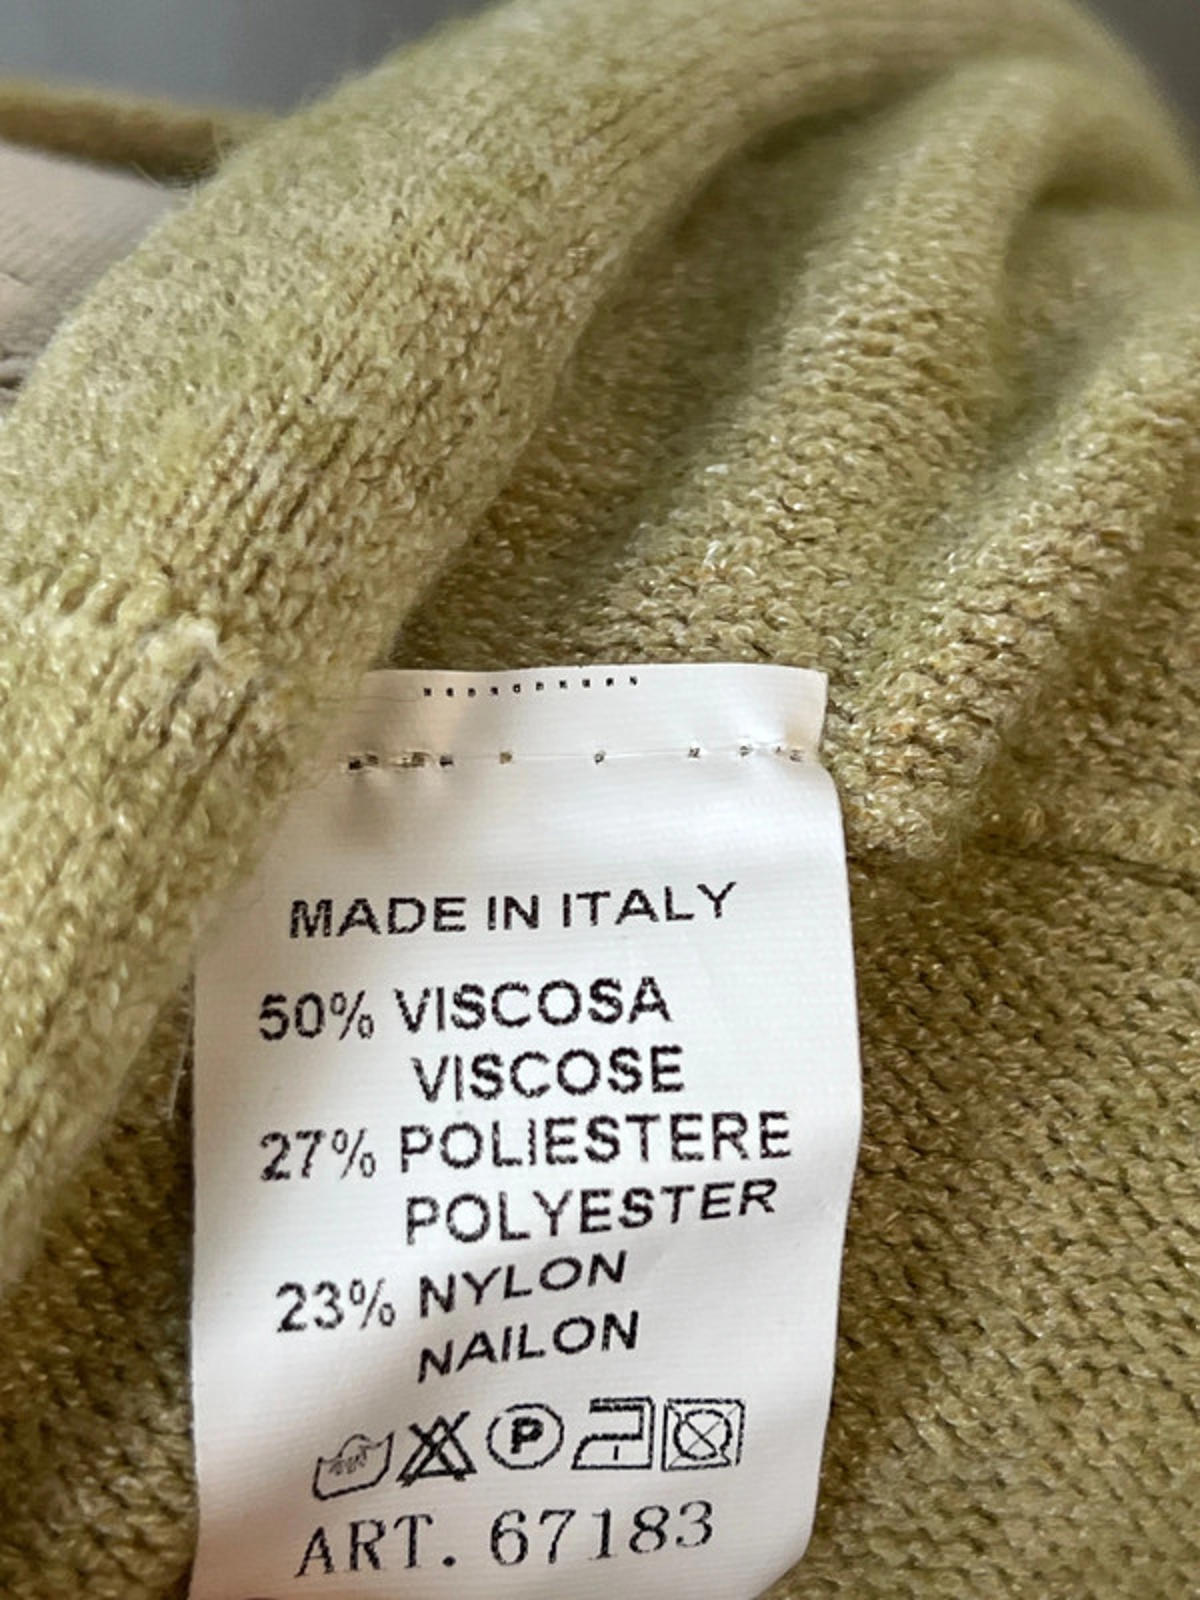 MADE IN ITALY
50% VISCOSA
VISCOSE
27% POLIESTERE
POLYESTER
23% NYLON
NAILON
P
ART. 67183